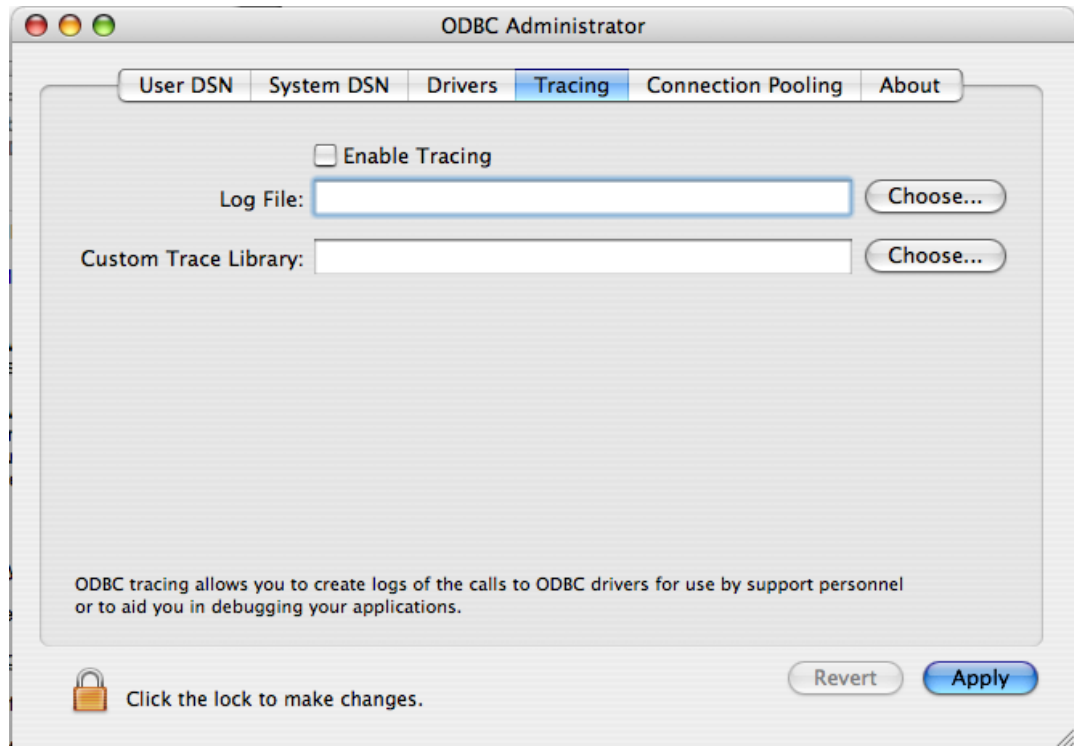 ODBC Administrator
User DSN System DSN Drivers Tracing Connection Pooling About
Enable Tracing
Log File: Choose...
Custom Trace Library: Choose...
ODBC tracing allows you to create logs of the calls to ODBC drivers for use by support personnel
or to aid you in debugging your applications.
Click the lock to make changes. Revert Apply